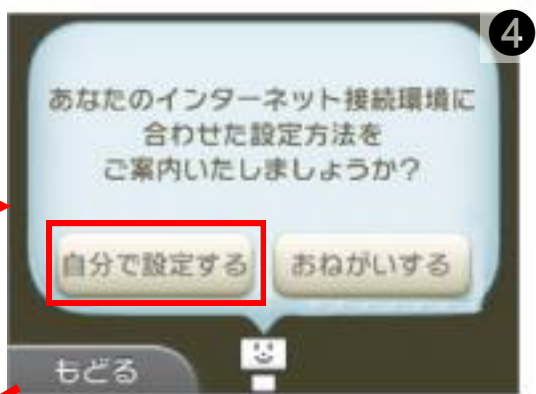 ❹
あなたのインターネット接続環境に
合わせた設定方法を
ご案内いたしましょうか?
自分で設定する おねがいする
もどる